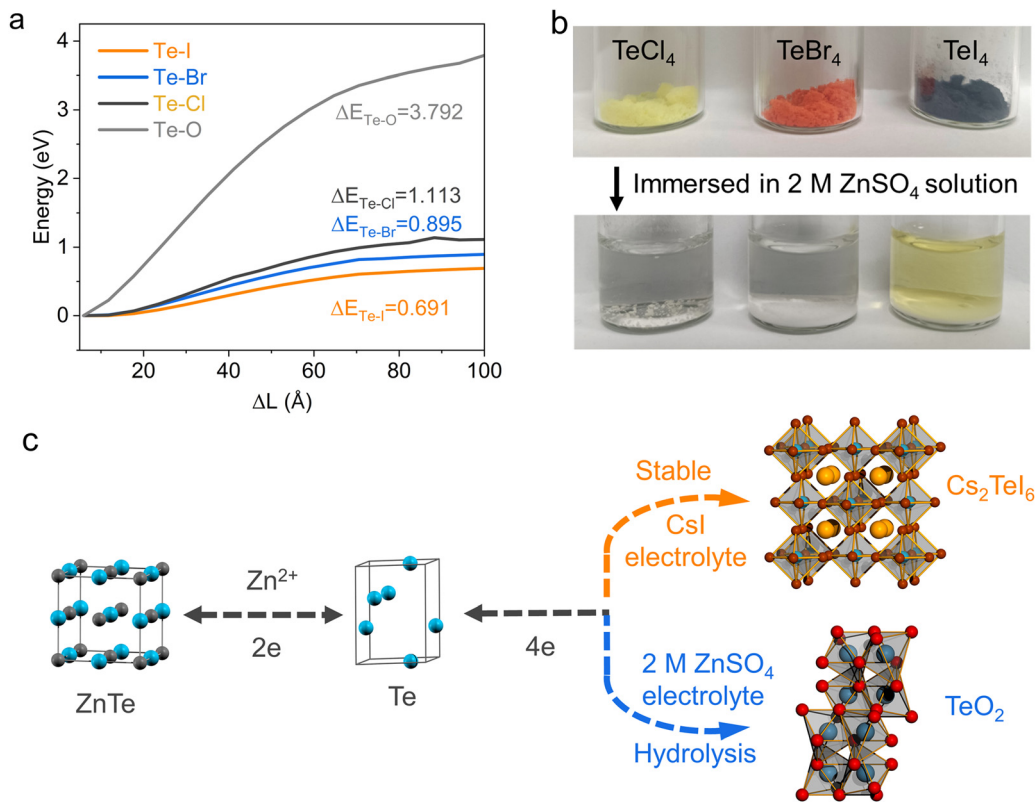 a
Te-I
Te-Br
Te-Cl
Te-O
ΔE_Te-O=3.792
ΔE_Te-Cl=1.113
ΔE_Te-Br=0.895
ΔE_Te-I=0.691
Energy (eV)
4
3
2
1
0
20
40
60
80
100
ΔL (Å)
b
TeCl₄
TeBr₄
TeI₄
Immersed in 2 M ZnSO₄ solution
c
ZnTe
Zn²⁺
2e
Te
4e
Stable
CsI
electrolyte
Cs₂TeI₆
2 M ZnSO₄
electrolyte
Hydrolysis
TeO₂